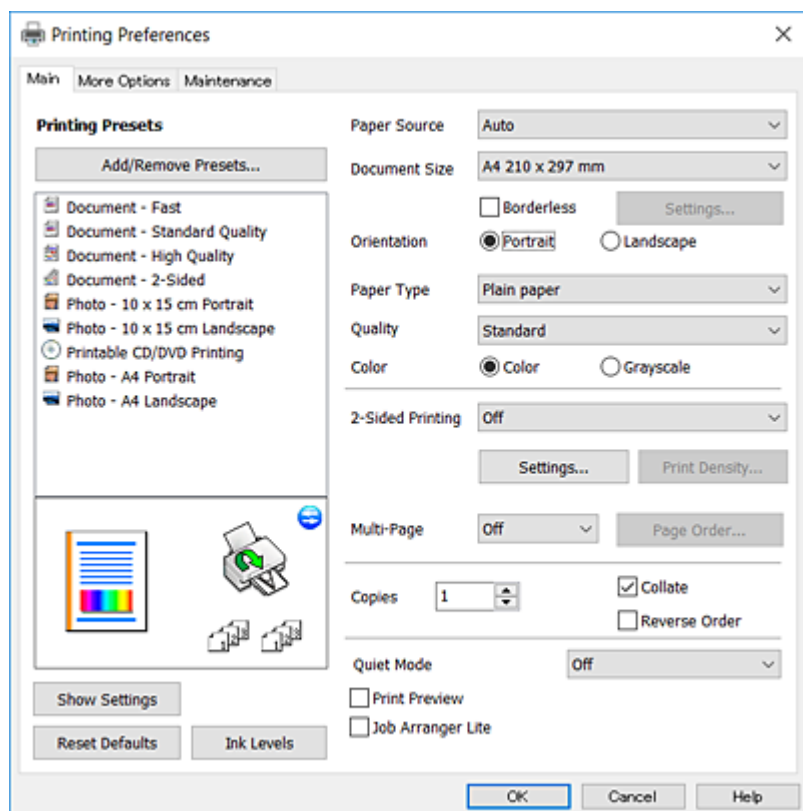 Printing Preferences
Main More Options Maintenance
Printing Presets
Add/Remove Presets...
Document - Fast
Document - Standard Quality
Document - High Quality
Document - 2-Sided
Photo - 10 x 15 cm Portrait
Photo - 10 x 15 cm Landscape
Printable CD/DVD Printing
Photo - A4 Portrait
Photo - A4 Landscape
Show Settings
Reset Defaults Ink Levels
Paper Source Auto
Document Size A4 210 x 297 mm
Borderless Settings...
Orientation Portrait Landscape
Paper Type Plain paper
Quality Standard
Color Color Grayscale
2-Sided Printing Off
Settings... Print Density...
Multi-Page Off Page Order...
Copies 1 Collate
Reverse Order
Quiet Mode Off
Print Preview
Job Arranger Lite
OK Cancel Help